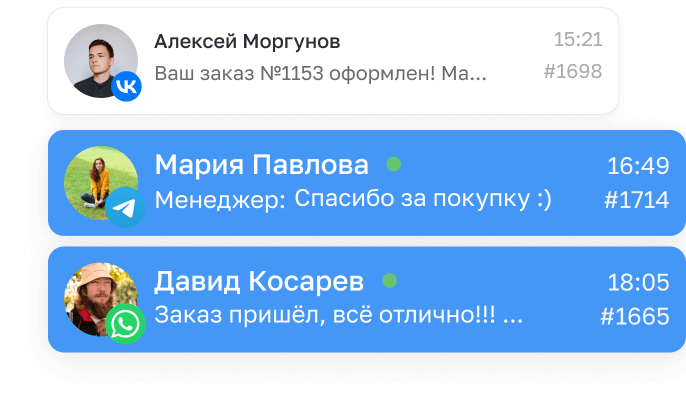 Алексей Моргунов 15:21
Ваш заказ №1153 оформлен! Ма... #1698
Мария Павлова 16:49
Менеджер: Спасибо за покупку :) #1714
Давид Косарев 18:05
Заказ пришёл, всё отлично!!! ... #1665